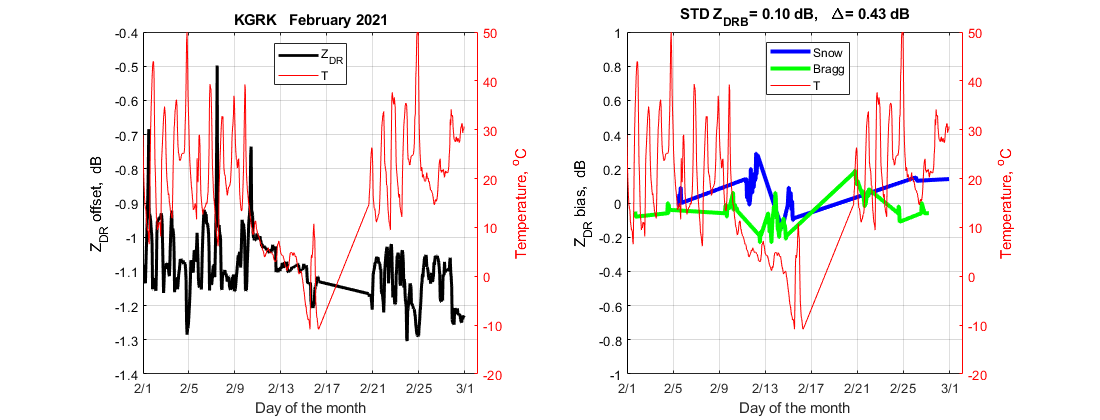 KGRK February 2021
-0.4
-0.5
-0.6
-0.7
-0.8
-0.9
-1
-1.1
-1.2
-1.3
-1.4
Z_DR offset, dB
Z_DR
T
50
40
30
20
10
0
-10
-20
Temperature, °C
2/1 2/5 2/9 2/13 2/17 2/21 2/25 3/1
Day of the month
STD Z_DRB = 0.10 dB, Δ= 0.43 dB
1
0.8
0.6
0.4
0.2
0
-0.2
-0.4
-0.6
-0.8
-1
Z_DR bias, dB
Snow
Bragg
T
50
40
30
20
10
0
-10
-20
Temperature, °C
2/1 2/5 2/9 2/13 2/17 2/21 2/25 3/1
Day of the month